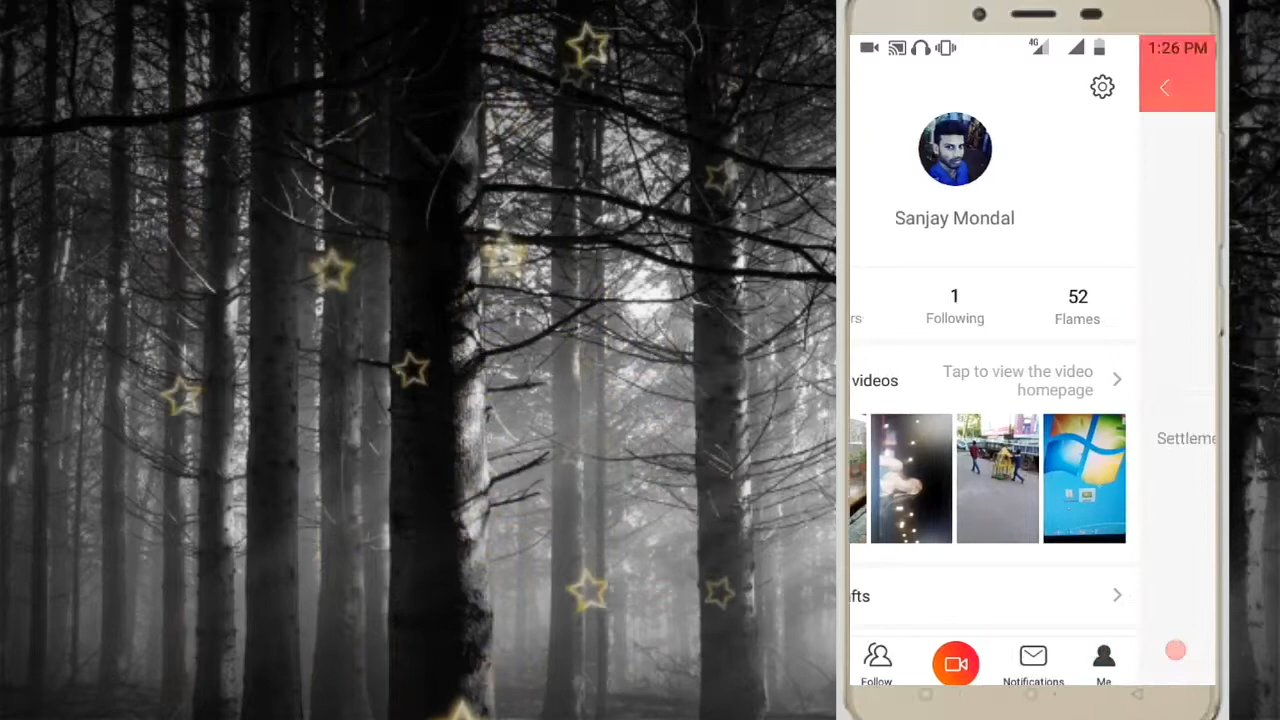 4G
1:26 PM
Sanjay Mondal
1
52
rs
Following
Flames
videos
Tap to view the video
homepage
Settleme
fts
Follow
Notifications
Me